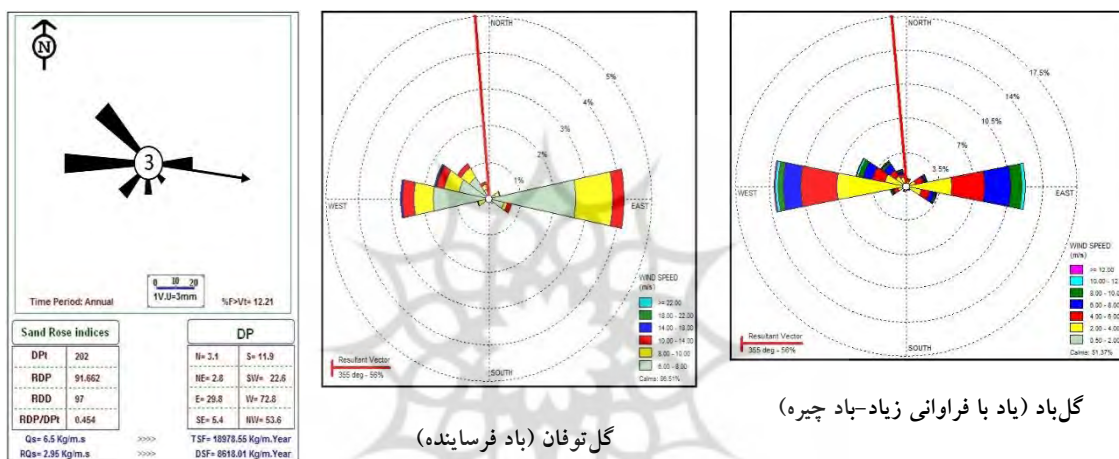 N
3
0 10 20
1V.U=3mm
Time Period: Annual
%F>Vt= 12.21
Sand Rose indices
DPt 202
RDP 91.662
RDD 97
RDP/DPt 0.454
DP
N= 3.1 S= 11.9
NE= 2.8 SW= 22.6
E= 29.8 W= 72.8
SE= 5.4 NW= 53.6
Qs= 6.5 Kg/m.s >>>> TSF= 18978.55 Kg/m.Year
RQs= 2.95 Kg/m.s >>>> DSF= 8618.01 Kg/m.Year
NORTH
5%
4%
3%
2%
1%
WEST
EAST
SOUTH
WIND SPEED
(m/s)
>= 22.00
18.00 - 22.00
14.00 - 18.00
10.00 - 14.00
8.00 - 10.00
6.00 - 8.00
Resultant Vector
355 deg - 56%
گل‌توفان (باد فرساینده)
NORTH
17.5%
14%
10.5%
7%
3.5%
WEST
EAST
SOUTH
WIND SPEED
(m/s)
>= 12.00
10.00 - 12
8.00 - 10.0
6.00 - 8.00
4.00 - 6.00
2.00 - 4.00
0.50 - 2.00
Calms: 31.37%
Resultant Vector
355 deg - 56%
گل‌باد (یاد با فراوانی زیاد-باد چیره)